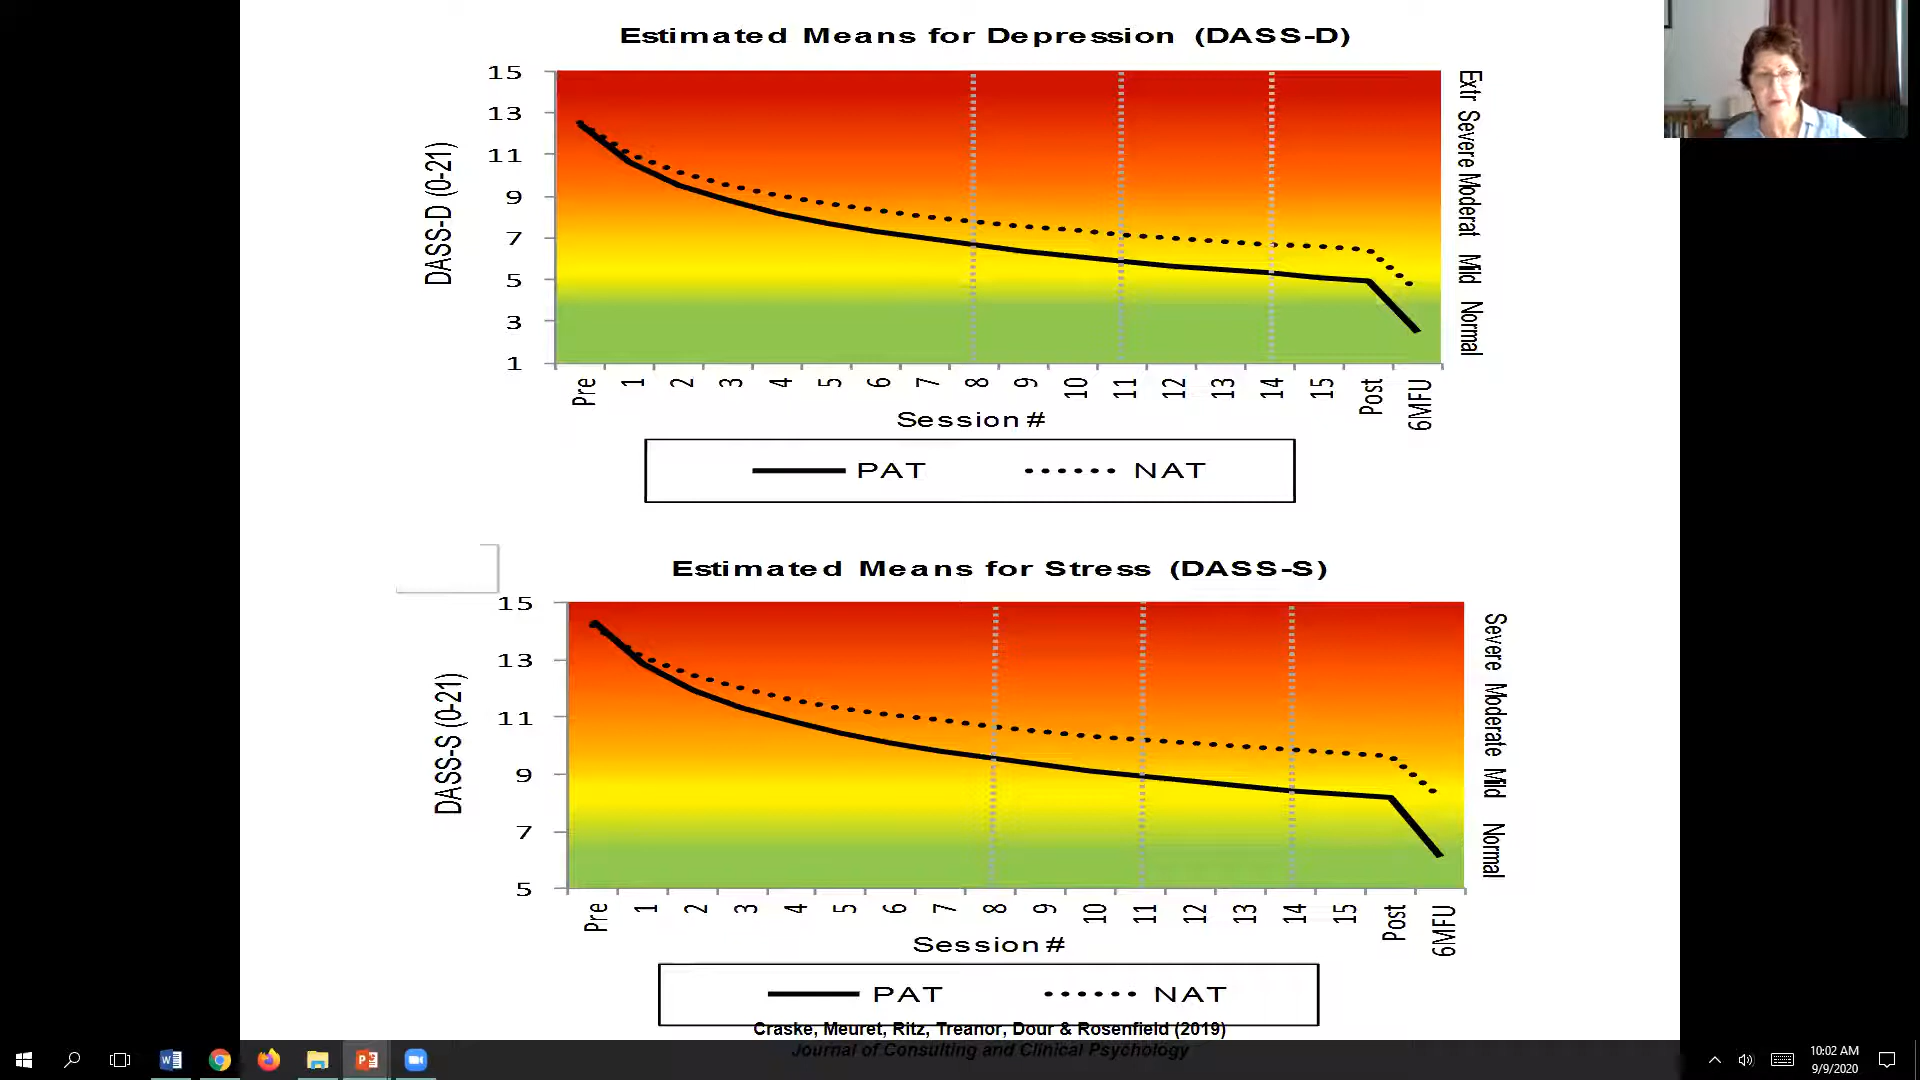 Estimated Means for Depression (DASS-D)
15
13
11
9
7
5
3
1
DASS-D (0-21)
Extr Severe Moderat Mild Normal
Pre 1 2 3 4 5 6 7 8 9 10 11 12 13 14 15 Post 6MFU
Session #
PAT NAT
Estimated Means for Stress (DASS-S)
15
13
11
9
7
5
DASS-S (0-21)
Severe Moderate Mild Normal
Pre 1 2 3 4 5 6 7 8 9 10 11 12 13 14 15 Post 6MFU
Session #
PAT NAT
Craske, Meuret, Ritz, Treanor, Dour & Rosenfield (2019)
Journal of Consulting and Clinical Psychology
10:02 AM
9/9/2020